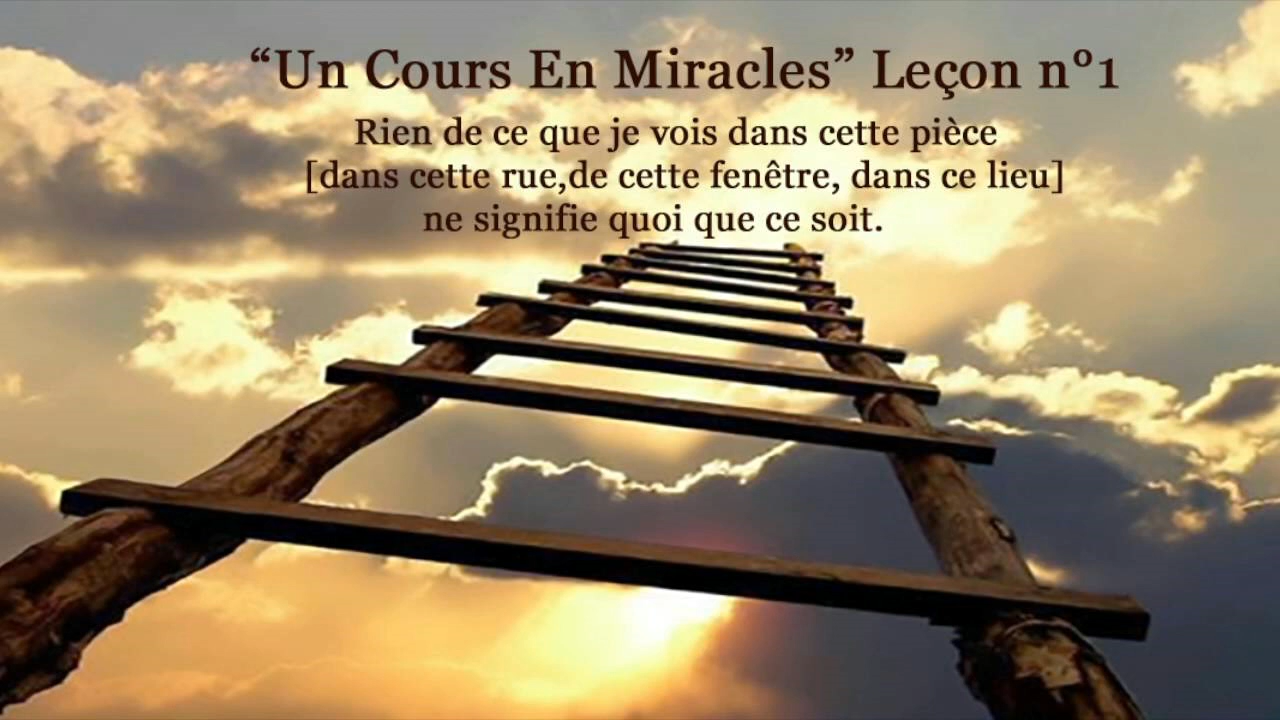 “Un Cours En Miracles” Leçon n°1
Rien de ce que je vois dans cette pièce
[dans cette rue,de cette fenêtre, dans ce lieu]
ne signifie quoi que ce soit.